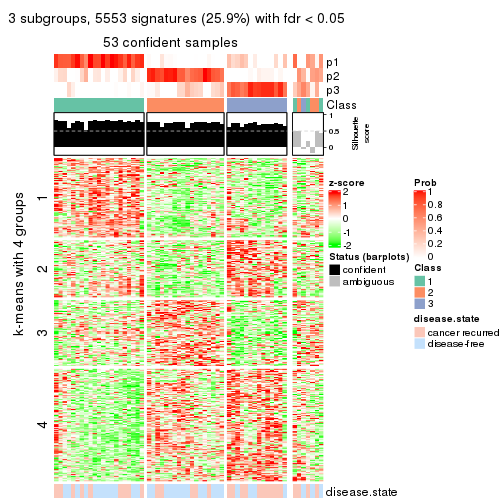 3 subgroups, 5553 signatures (25.9%) with fdr < 0.05
53 confident samples
p1
p2
p3
Class
1
0.5
0
Silhouette
score
k-means with 4 groups
1
2
3
4
z-score
2
1
0
-1
-2
Status (barplots)
confident
ambiguous
Prob
1
0.8
0.6
0.4
0.2
0
Class
1
2
3
disease.state
cancer recurred
disease-free
disease.state